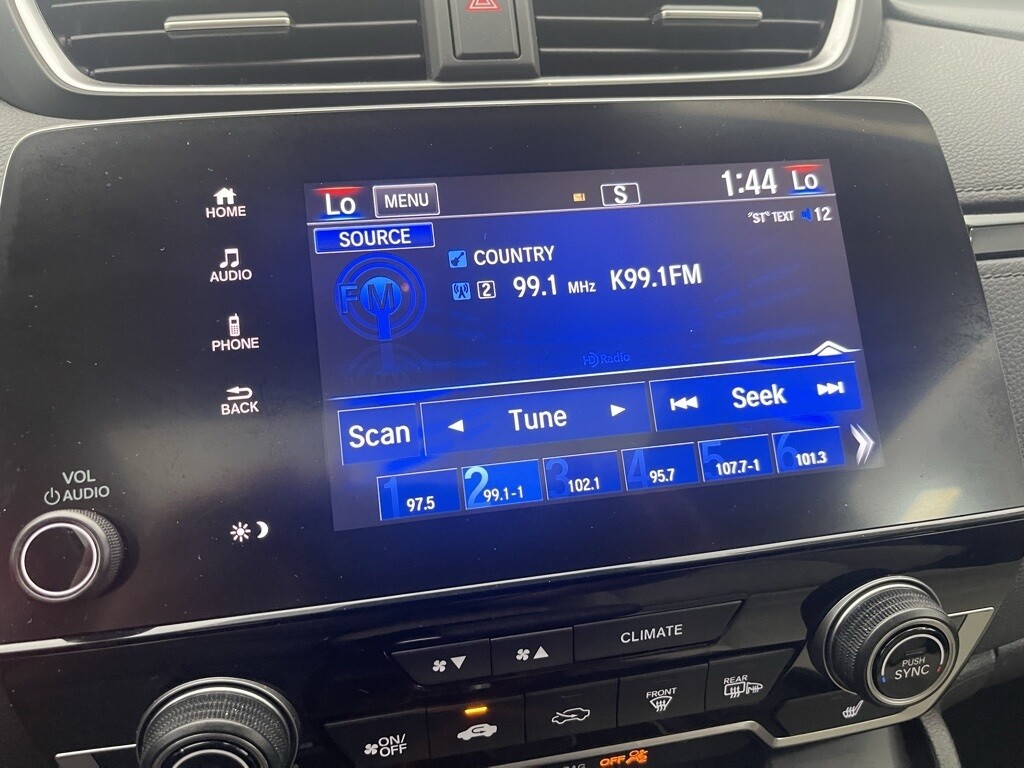 Lo MENU S 1:44 Lo
HOME
SOURCE "ST" TEXT 12
COUNTRY
FM 2 99.1 MHz K99.1FM
AUDIO
PHONE
HD Radio
BACK
Scan Tune Seek
1 97.5 2 99.1-1 3 102.1 4 95.7 5 107.7-1 6 101.3
VOL
AUDIO
CLIMATE
PUSH
SYNC
ON/
OFF
FRONT
REAR
OFF